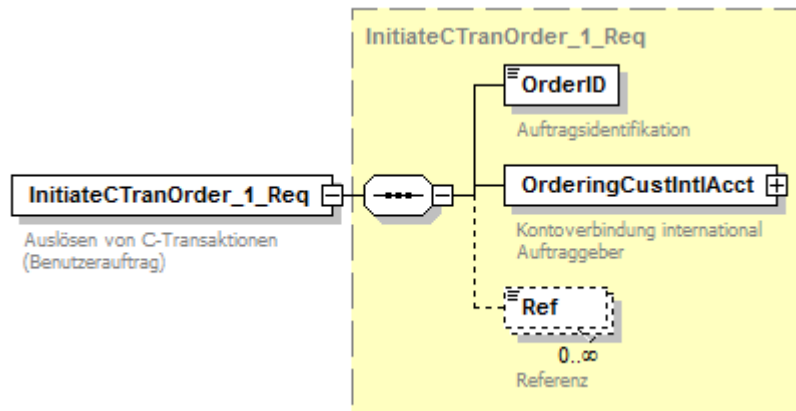 InitiateCTranOrder_1_Req
OrderID
Auftragsidentifikation
InitiateCTranOrder_1_Req
Auslösen von C-Transaktionen
(Benutzerauftrag)
OrderingCustIntlAcct
Kontoverbindung international
Auftraggeber
Ref
0..∞
Referenz